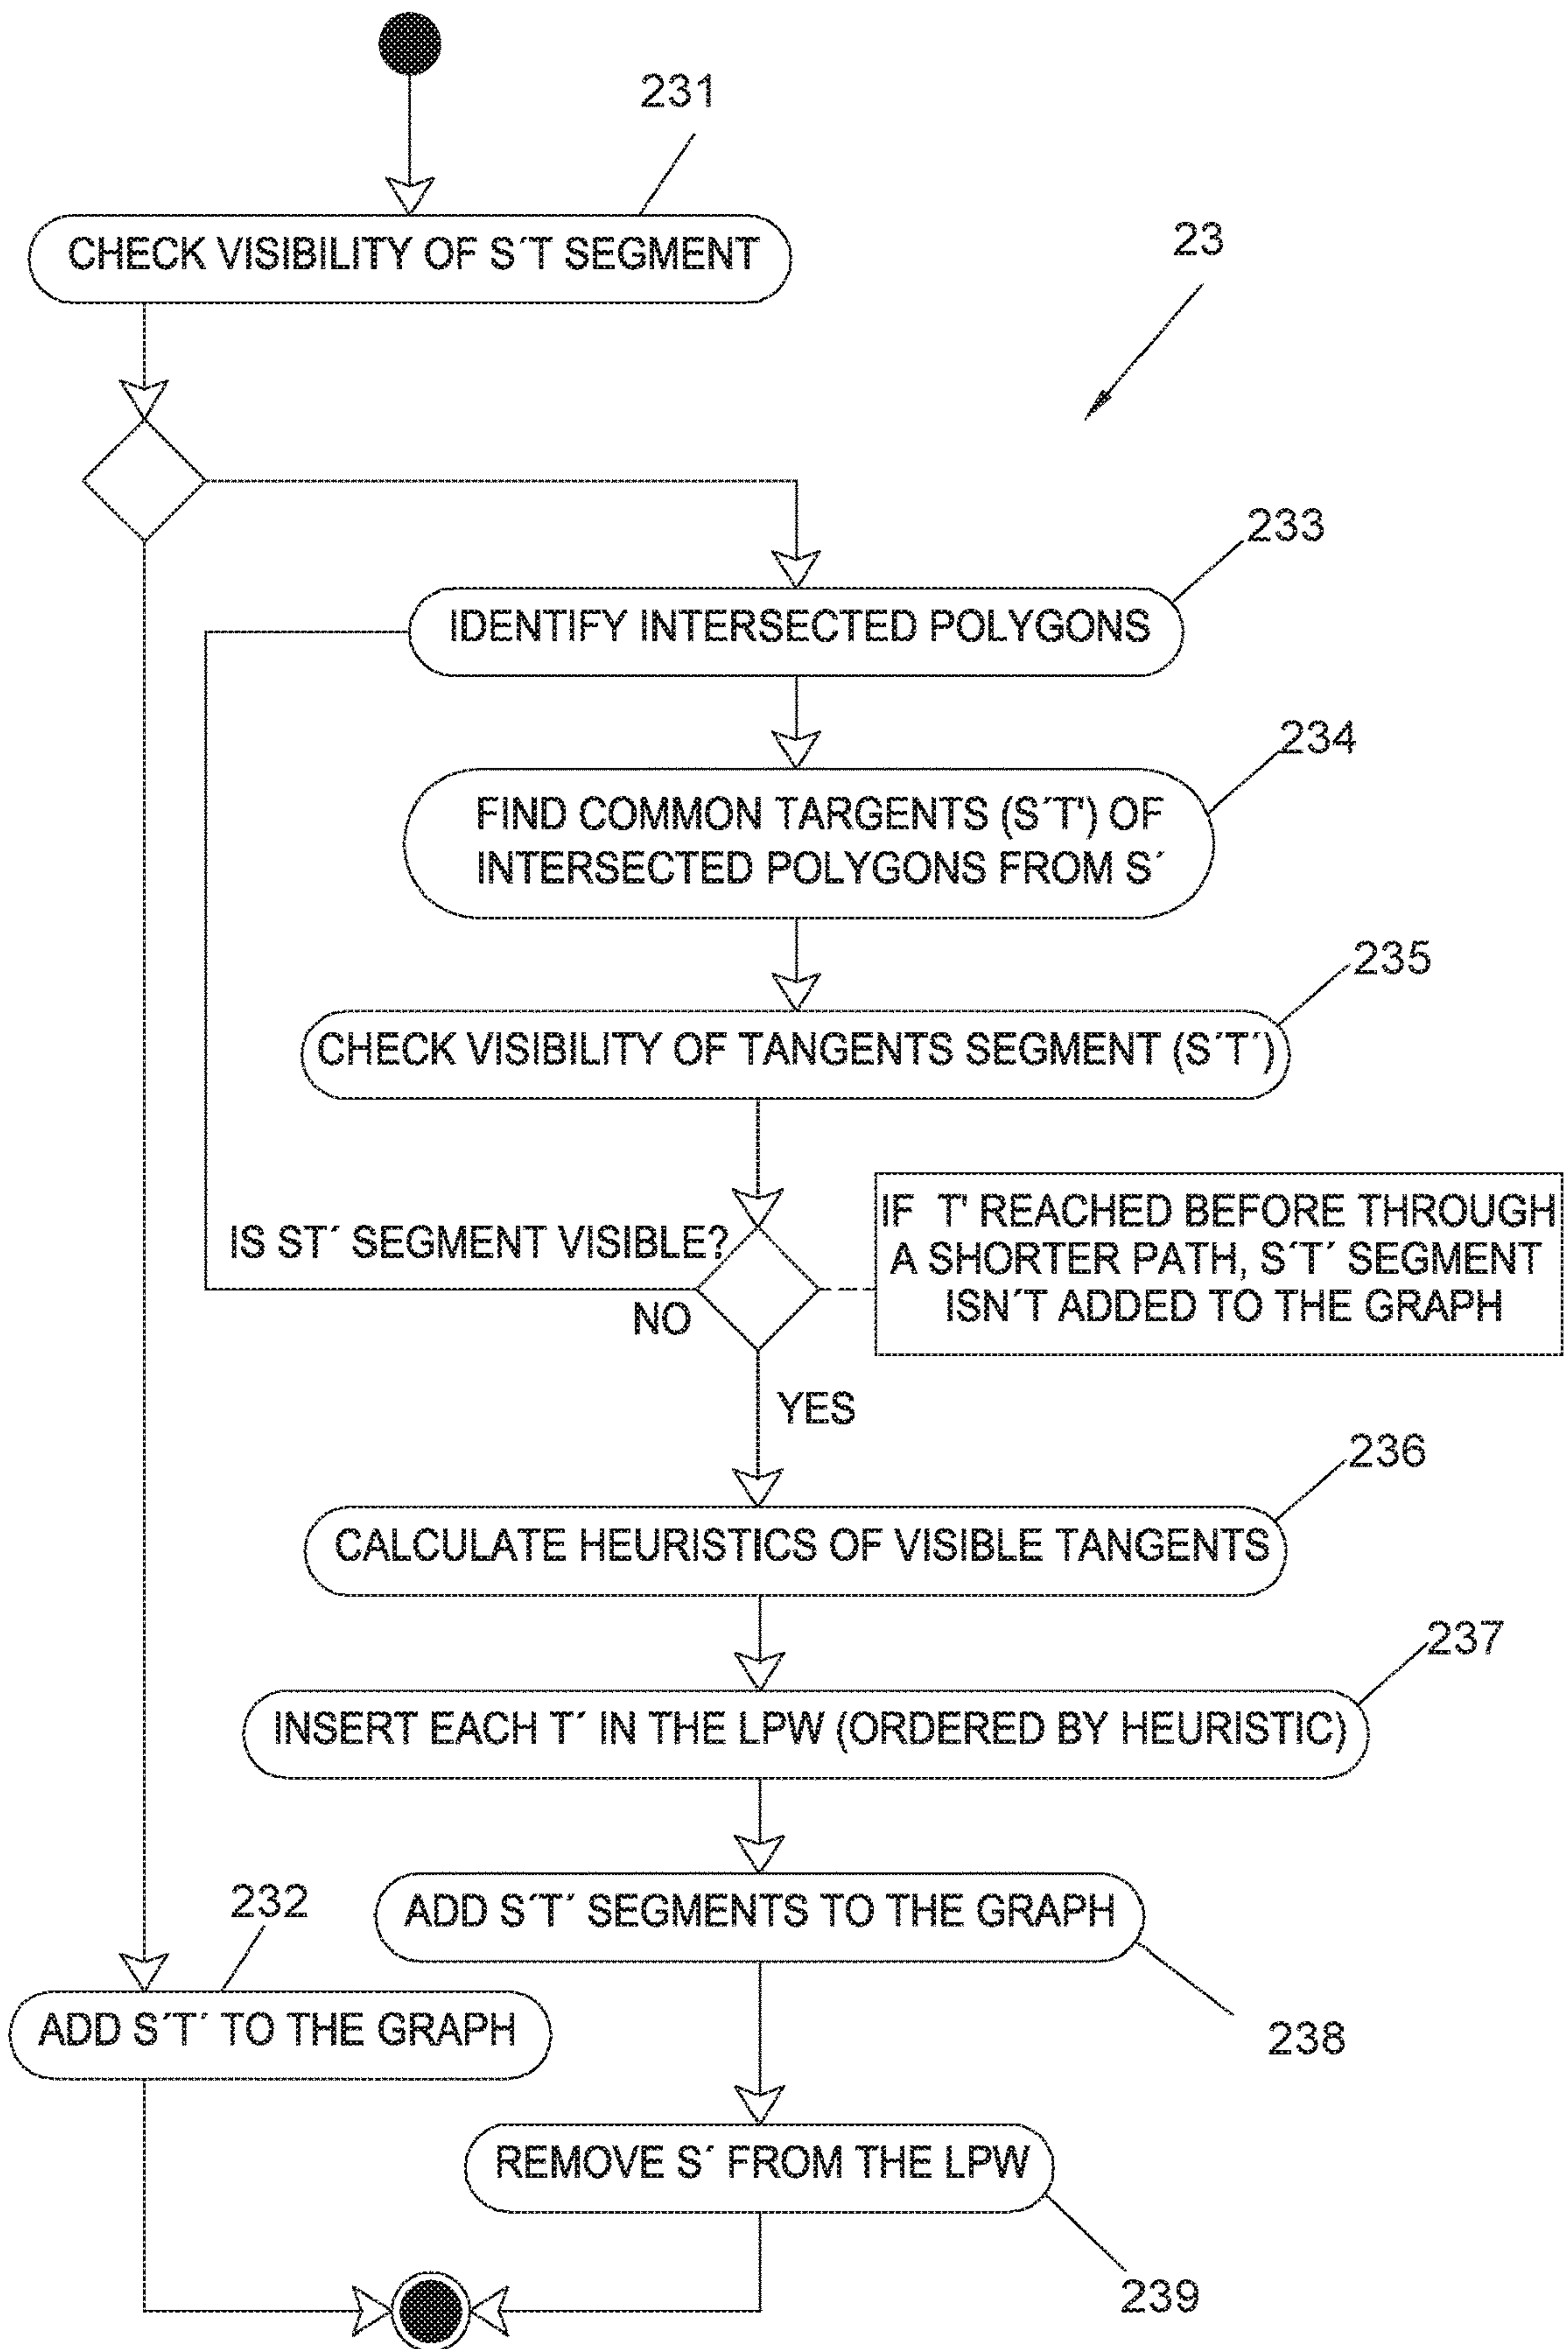 231
CHECK VISIBILITY OF S´T SEGMENT
23
233
IDENTIFY INTERSECTED POLYGONS
234
FIND COMMON TARGENTS (S´T') OF
INTERSECTED POLYGONS FROM S´
235
CHECK VISIBILITY OF TANGENTS SEGMENT (S´T´)
IS ST´ SEGMENT VISIBLE?
NO
IF T' REACHED BEFORE THROUGH
A SHORTER PATH, S´T´ SEGMENT
ISN´T ADDED TO THE GRAPH
YES
236
CALCULATE HEURISTICS OF VISIBLE TANGENTS
237
INSERT EACH T´ IN THE LPW (ORDERED BY HEURISTIC)
232
ADD S´T´ SEGMENTS TO THE GRAPH
ADD S´T´ TO THE GRAPH
238
REMOVE S´ FROM THE LPW
239